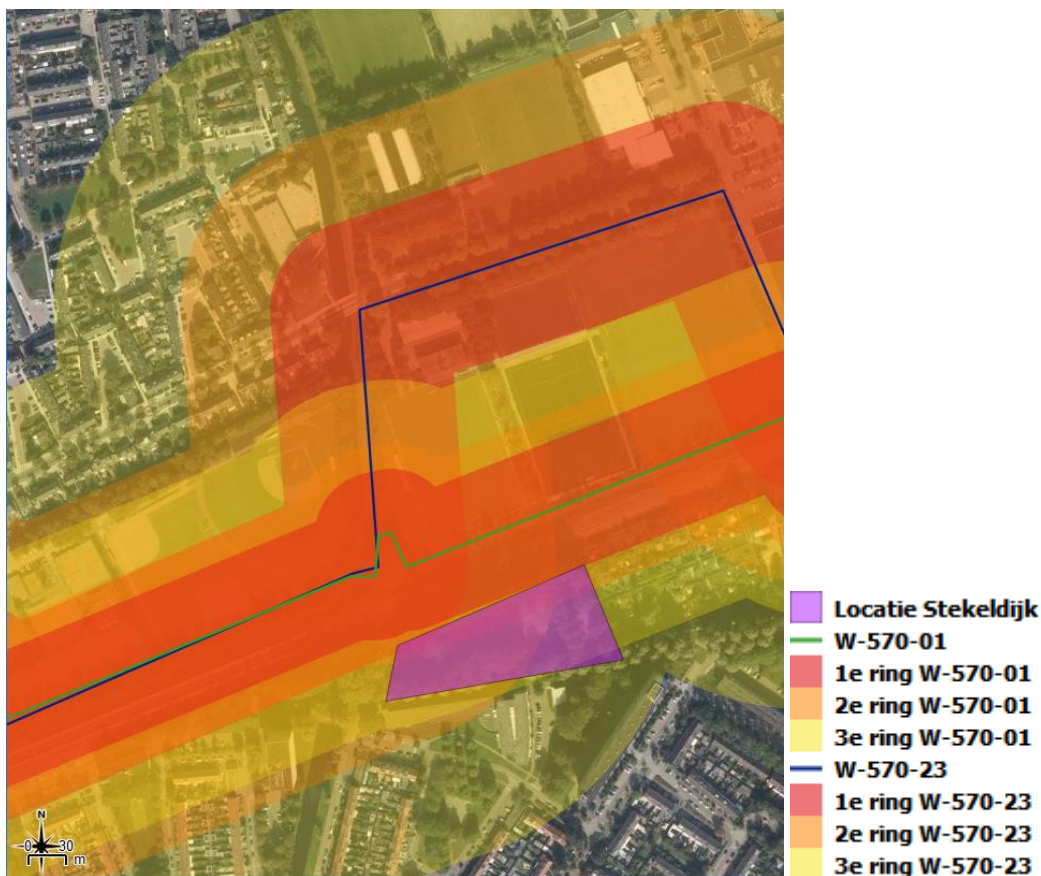 N
0 30
m
Locatie Stekeldijk
W-570-01
1e ring W-570-01
2e ring W-570-01
3e ring W-570-01
W-570-23
1e ring W-570-23
2e ring W-570-23
3e ring W-570-23